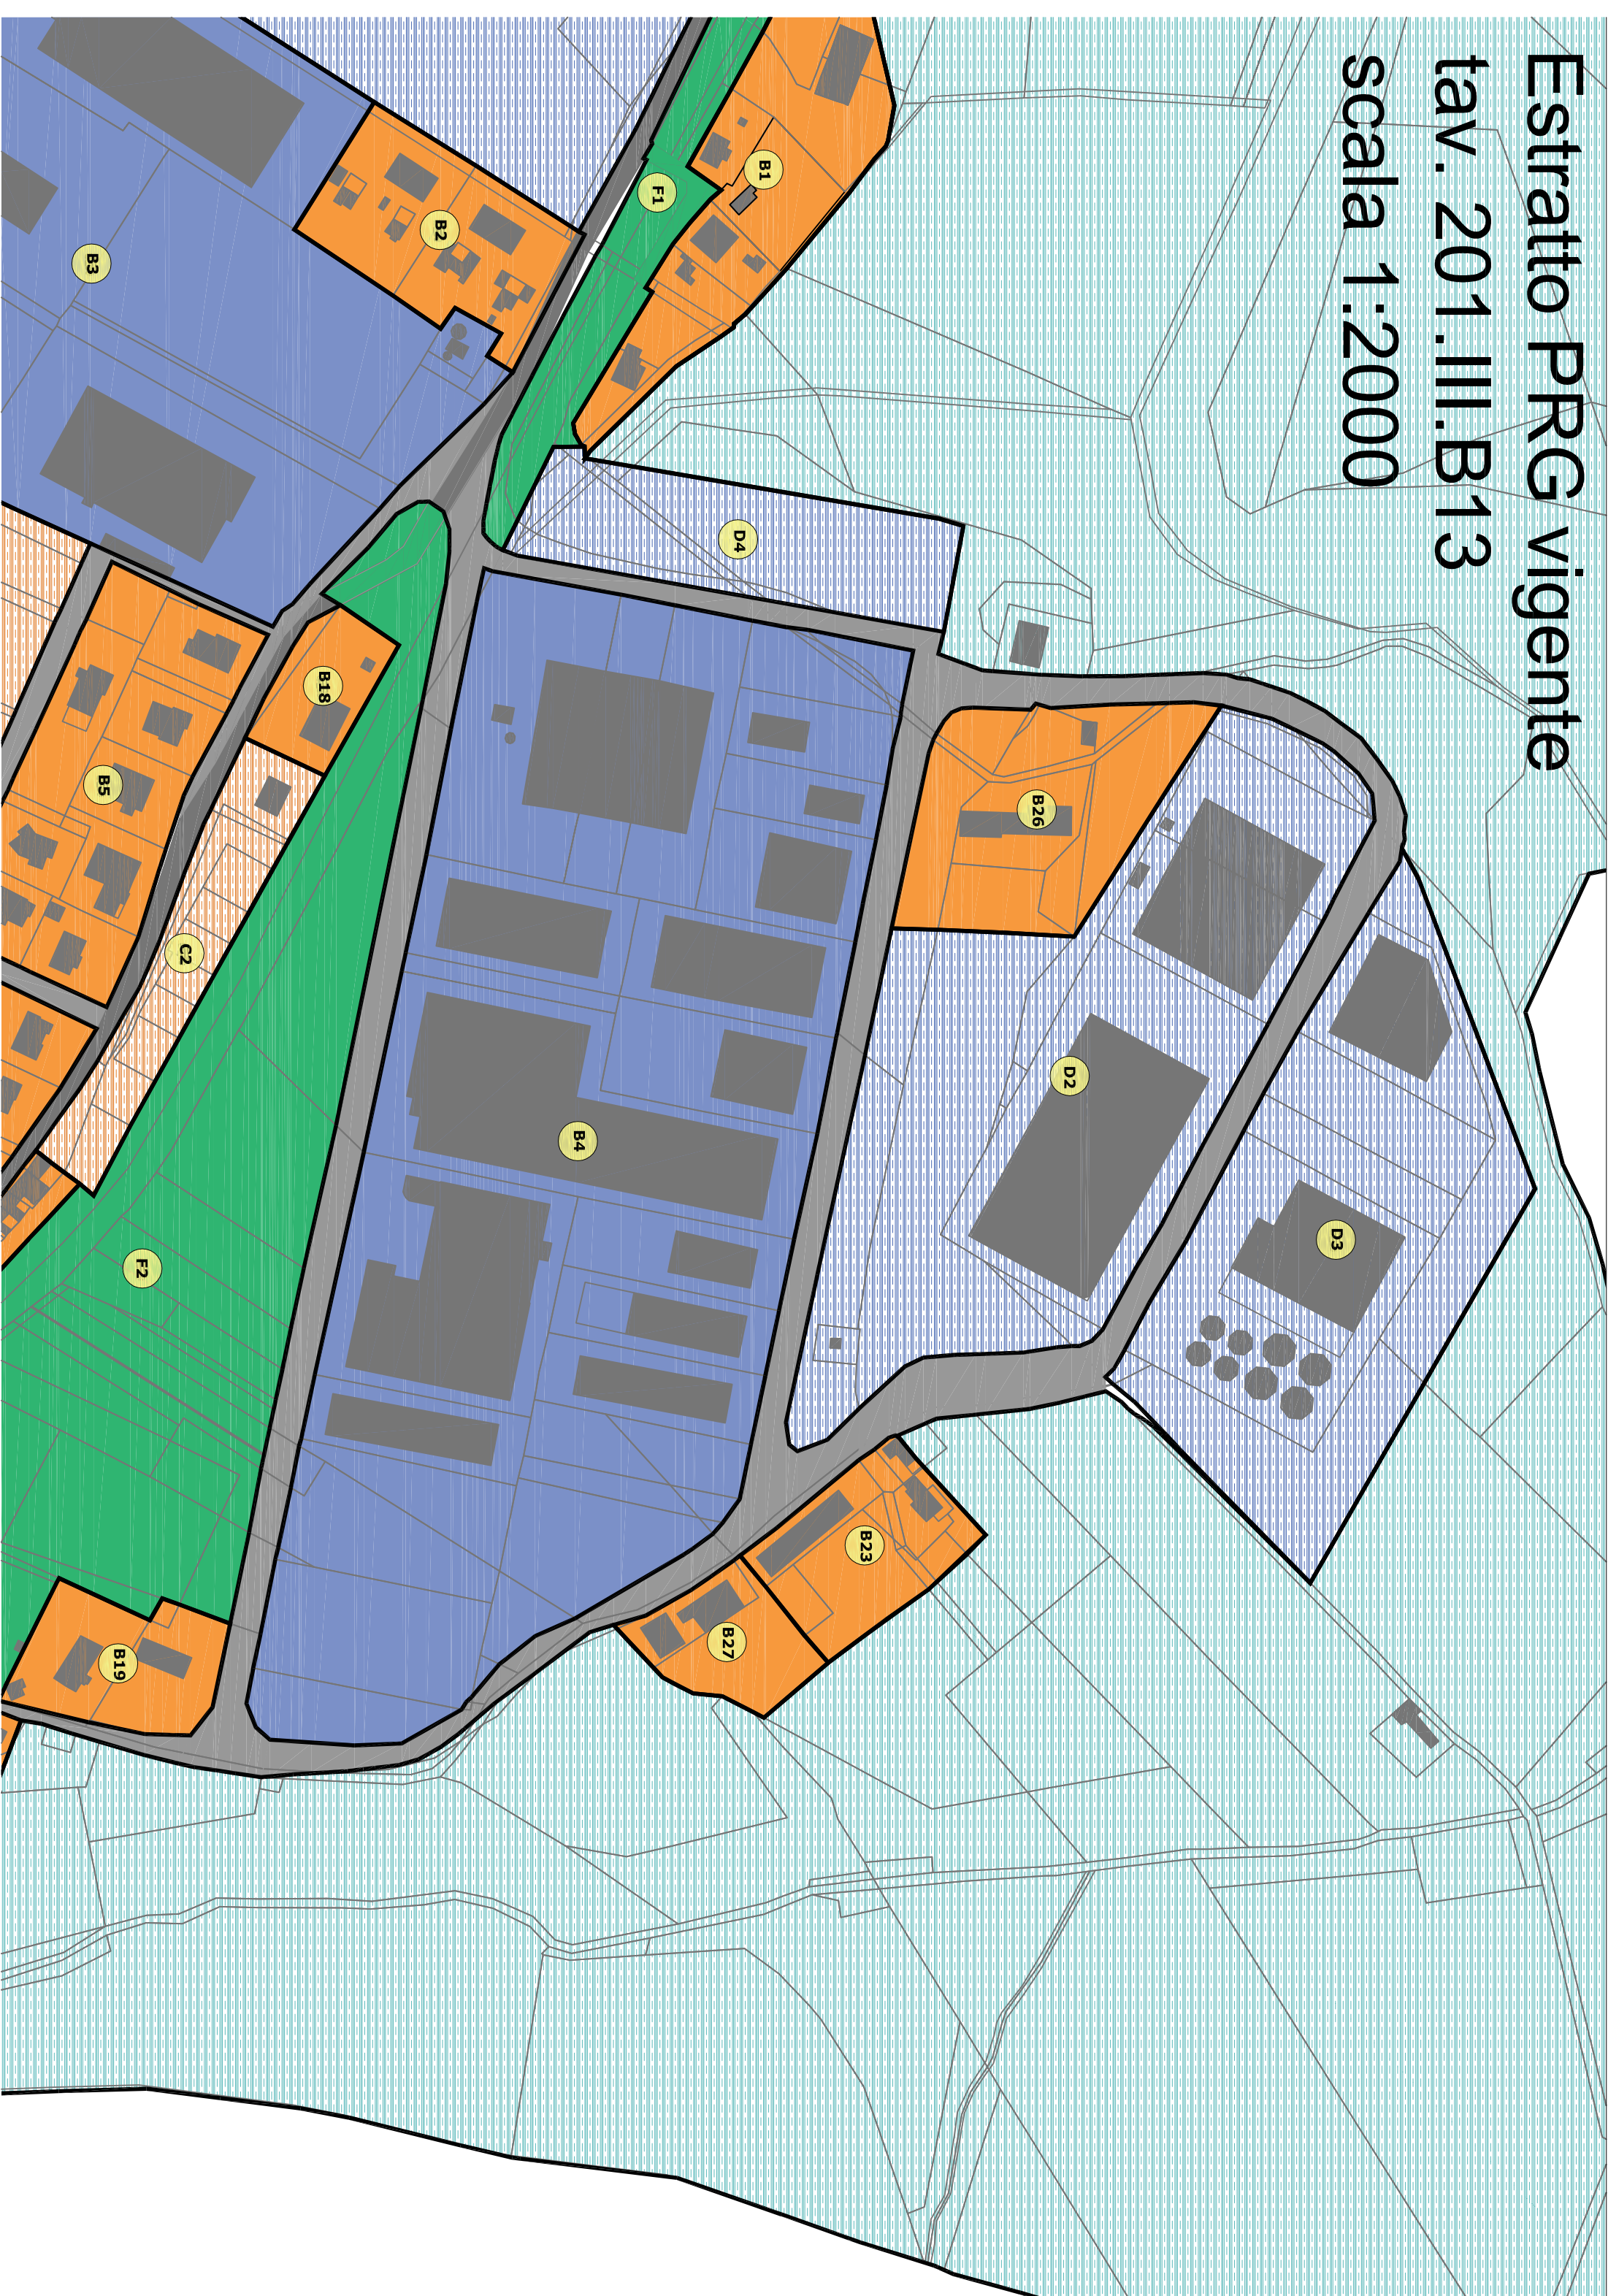 Estratto PRG vigente
tav. 201.III.B13
scala 1:2000
B1
F1
B2
B3
D4
B18
B5
B26
C2
D2
B4
D3
F2
B23
B27
B19